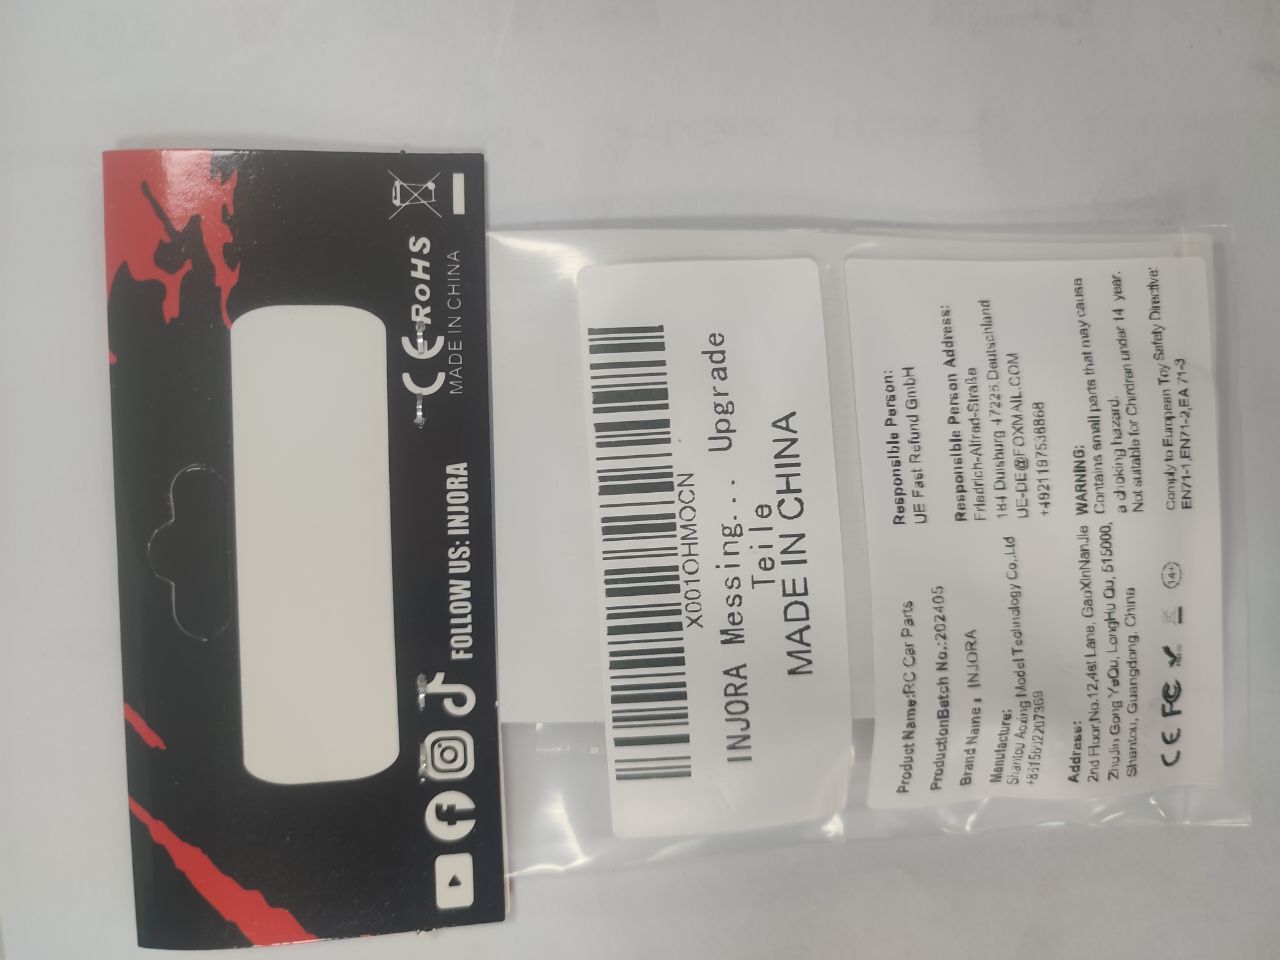 FOLLOW US: INJORA
CE RoHS
MADE IN CHINA
X001OHMOCN
INJORA Messing... Upgrade
Teile
MADE IN CHINA
Product Name:RC Car Parts
ProductionBatch No.:202405
Brand Name: INJORA
Manufacture:
Shantou Aoxing Model Technology Co.,Ltd
Address:
2nd Floor,No.12,4st Lane, GaoXinNanJie
ZhuJin Gong YeQu, LongHu Qu, 515000,
Shantou, Guangdong, China
CE FC
14+
Responsible Person:
UE Fast Refund GmbH
Responsible Person Address:
Friedrich-Alfred-Straße
184 Duisburg 47226 Deutschland
UE-DE@FOXMAIL.COM
+4921197536868
WARNING:
Contains small parts that may cause
a choking hazard.
Not suitable for Chirdren under 14 year.
Comply to European Toy Safety Directive:
EN71-1,EN71-2,EA 71-3